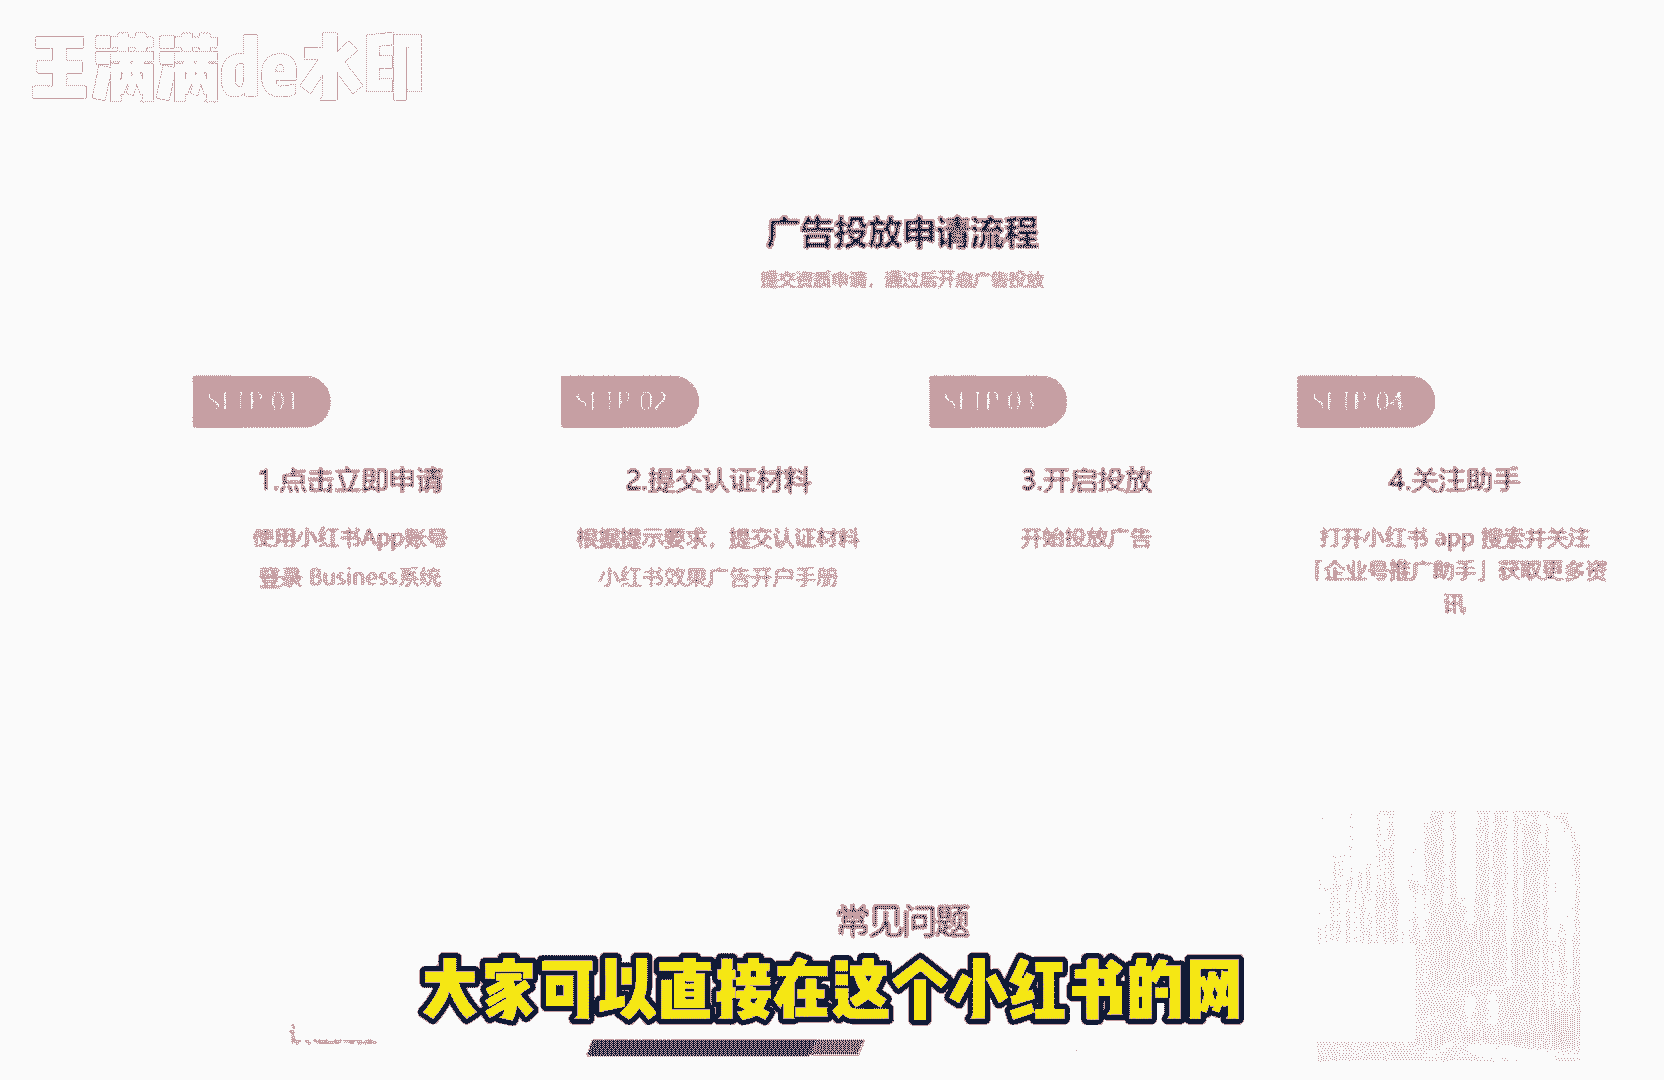 王满满de水印
广告投放申请流程
提交资质申请，通过后开启广告投放
SETP 01
SETP 02
SETP 03
SETP 04
1.点击立即申请
2.提交认证材料
3.开启投放
4.关注助手
使用小红书App账号
登录 Business系统
根据提示要求，提交认证材料
小红书效果广告开户手册
开始投放广告
打开小红书 app 搜索并关注
「企业号推广助手」获取更多资
讯
常见问题
大家可以直接在这个小红书的网